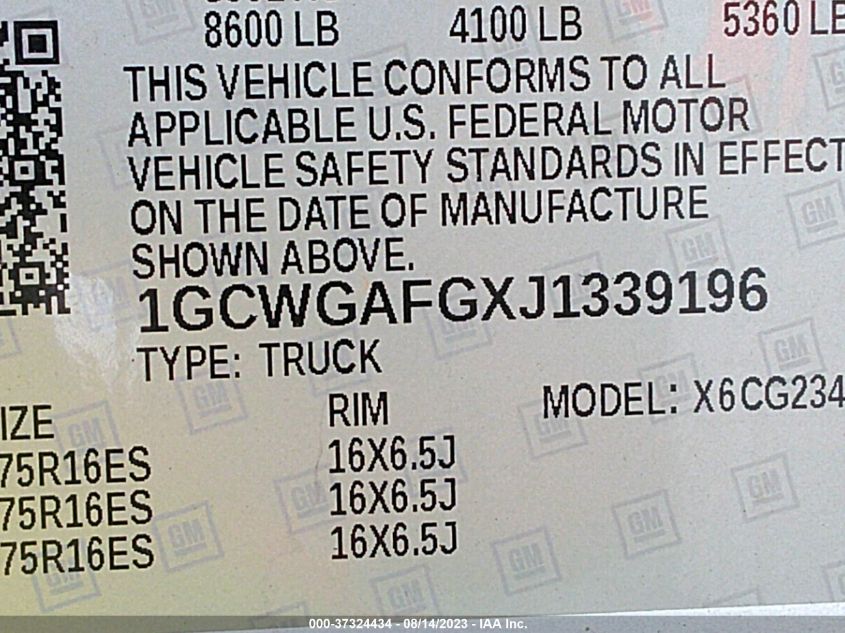 8600 LB 4100 LB 5360 LB
THIS VEHICLE CONFORMS TO ALL
APPLICABLE U.S. FEDERAL MOTOR
VEHICLE SAFETY STANDARDS IN EFFECT
ON THE DATE OF MANUFACTURE
SHOWN ABOVE.
1GCWGAFGXJ1339196
TYPE: TRUCK
MODEL: X6CG234
IZE RIM
75R16ES 16X6.5J
75R16ES 16X6.5J
75R16ES 16X6.5J
GM
000-37324434 - 08/14/2023 - IAA Inc.